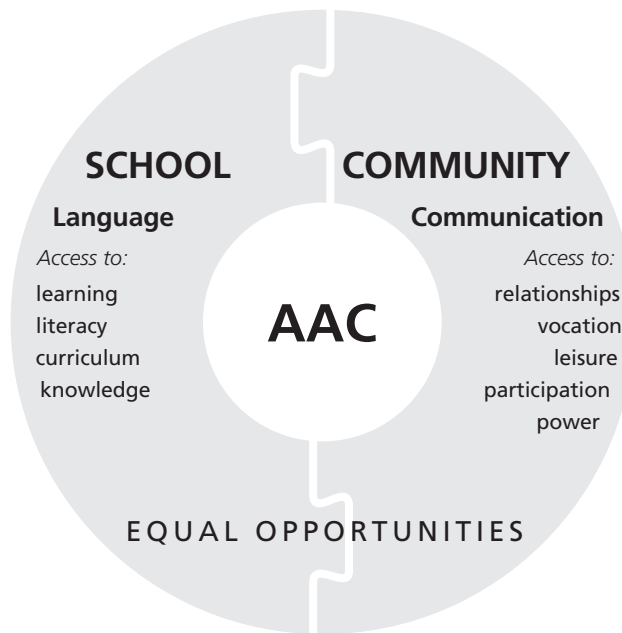 SCHOOL
Language
Access to:
learning
literacy
curriculum
knowledge
AAC
COMMUNITY
Communication
Access to:
relationships
vocation
leisure
participation
power
EQUAL OPPORTUNITIES